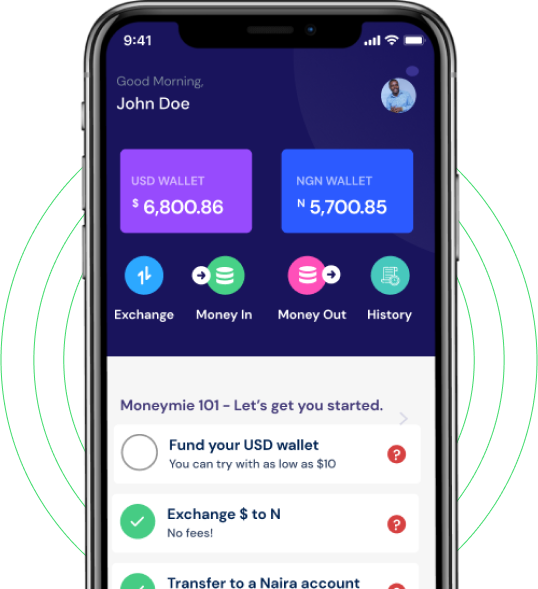 9:41
Good Morning,
John Doe
USD WALLET
$ 6,800.86
NGN WALLET
N 5,700.85
Exchange
Money In
Money Out
History
Moneymie 101 - Let's get you started.
Fund your USD wallet
You can try with as low as $10
?
Exchange $ to N
No fees!
?
Transfer to a Naira account